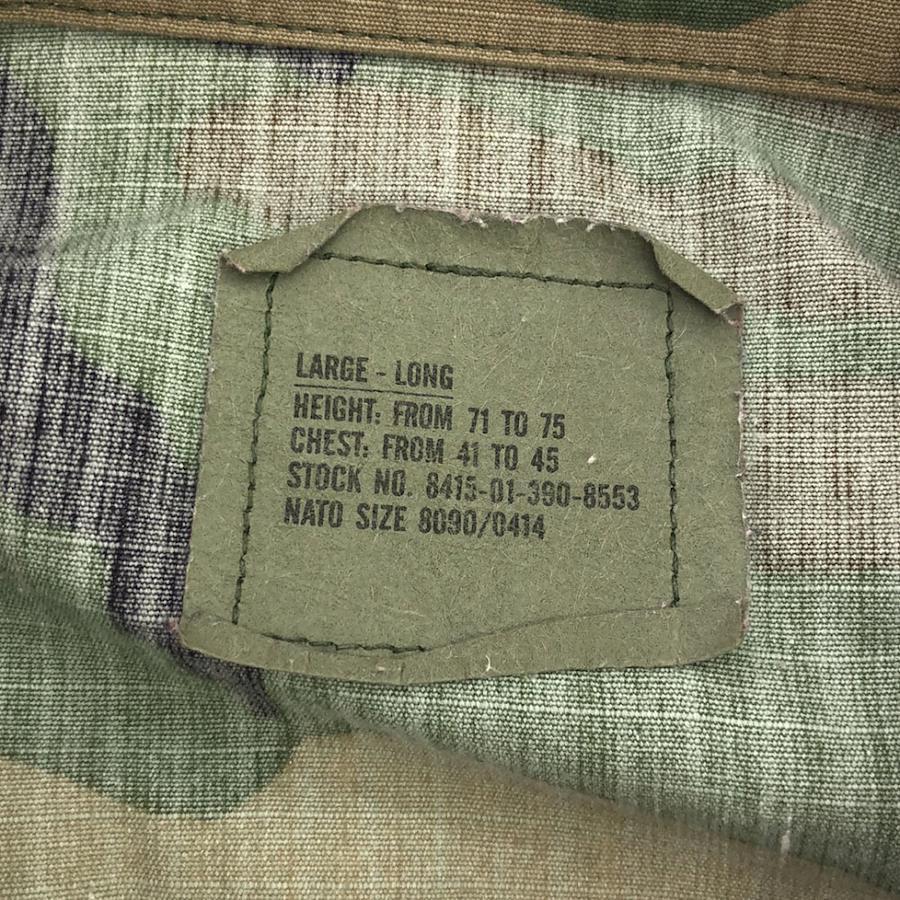 LARGE - LONG
HEIGHT: FROM 71 TO 75
CHEST: FROM 41 TO 45
STOCK NO. 8415-01-390-8553
NATO SIZE 8090/0414